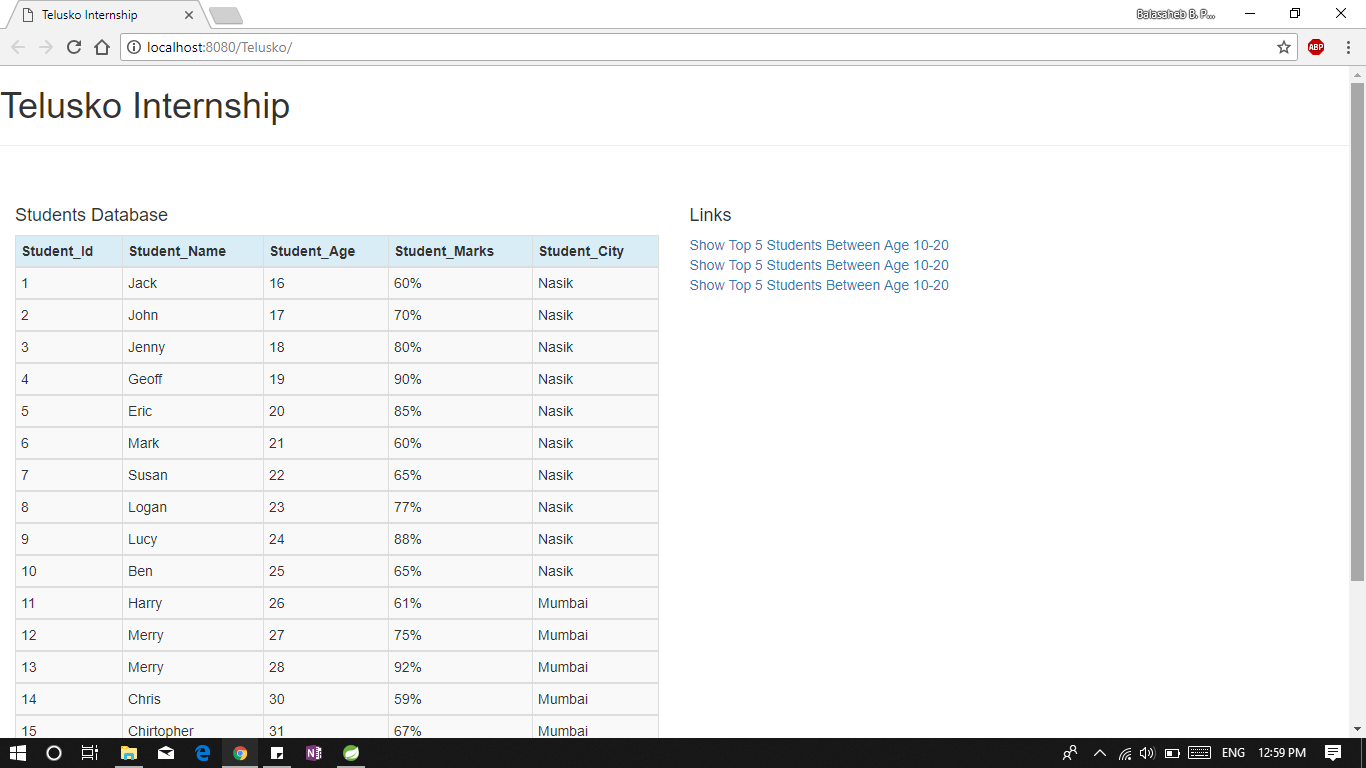 Telusko Internship
Balasaheb B. P...
localhost:8080/Telusko/
ABP
Telusko Internship
Students Database
Student_Id Student_Name Student_Age Student_Marks Student_City
1 Jack 16 60% Nasik
2 John 17 70% Nasik
3 Jenny 18 80% Nasik
4 Geoff 19 90% Nasik
5 Eric 20 85% Nasik
6 Mark 21 60% Nasik
7 Susan 22 65% Nasik
8 Logan 23 77% Nasik
9 Lucy 24 88% Nasik
10 Ben 25 65% Nasik
11 Harry 26 61% Mumbai
12 Merry 27 75% Mumbai
13 Merry 28 92% Mumbai
14 Chris 30 59% Mumbai
15 Chirtopher 31 67% Mumbai
Links
Show Top 5 Students Between Age 10-20
Show Top 5 Students Between Age 10-20
Show Top 5 Students Between Age 10-20
ENG 12:59 PM